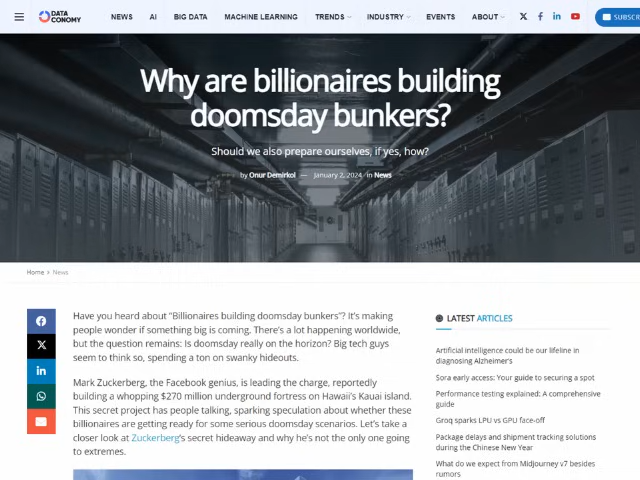 DATA
CONOMY
NEWS
AI
BIG DATA
MACHINE LEARNING
TRENDS
INDUSTRY
EVENTS
ABOUT
SUBSCR
Why are billionaires building
doomsday bunkers?
Should we also prepare ourselves, if yes, how?
by Onur Demirkol — January 2, 2024 in News
Home > News
Have you heard about "Billionaires building doomsday bunkers"? It's making
people wonder if something big is coming. There's a lot happening worldwide,
but the question remains: Is doomsday really on the horizon? Big tech guys
seem to think so, spending a ton on swanky hideouts.
Mark Zuckerberg, the Facebook genius, is leading the charge, reportedly
building a whopping $270 million underground fortress on Hawaii's Kauai island.
This secret project has people talking, sparking speculation about whether these
billionaires are getting ready for some serious doomsday scenarios. Let's take a
closer look at Zuckerberg's secret hideaway and why he's not the only one going
to extremes.
LATEST ARTICLES
Artificial intelligence could be our lifeline in
diagnosing Alzheimer's
Sora early access: Your guide to securing a spot
Performance testing explained: A comprehensive
guide
Groq sparks LPU vs GPU face-off
Package delays and shipment tracking solutions
during the Chinese New Year
What do we expect from Midjourney v7 besides
rumors